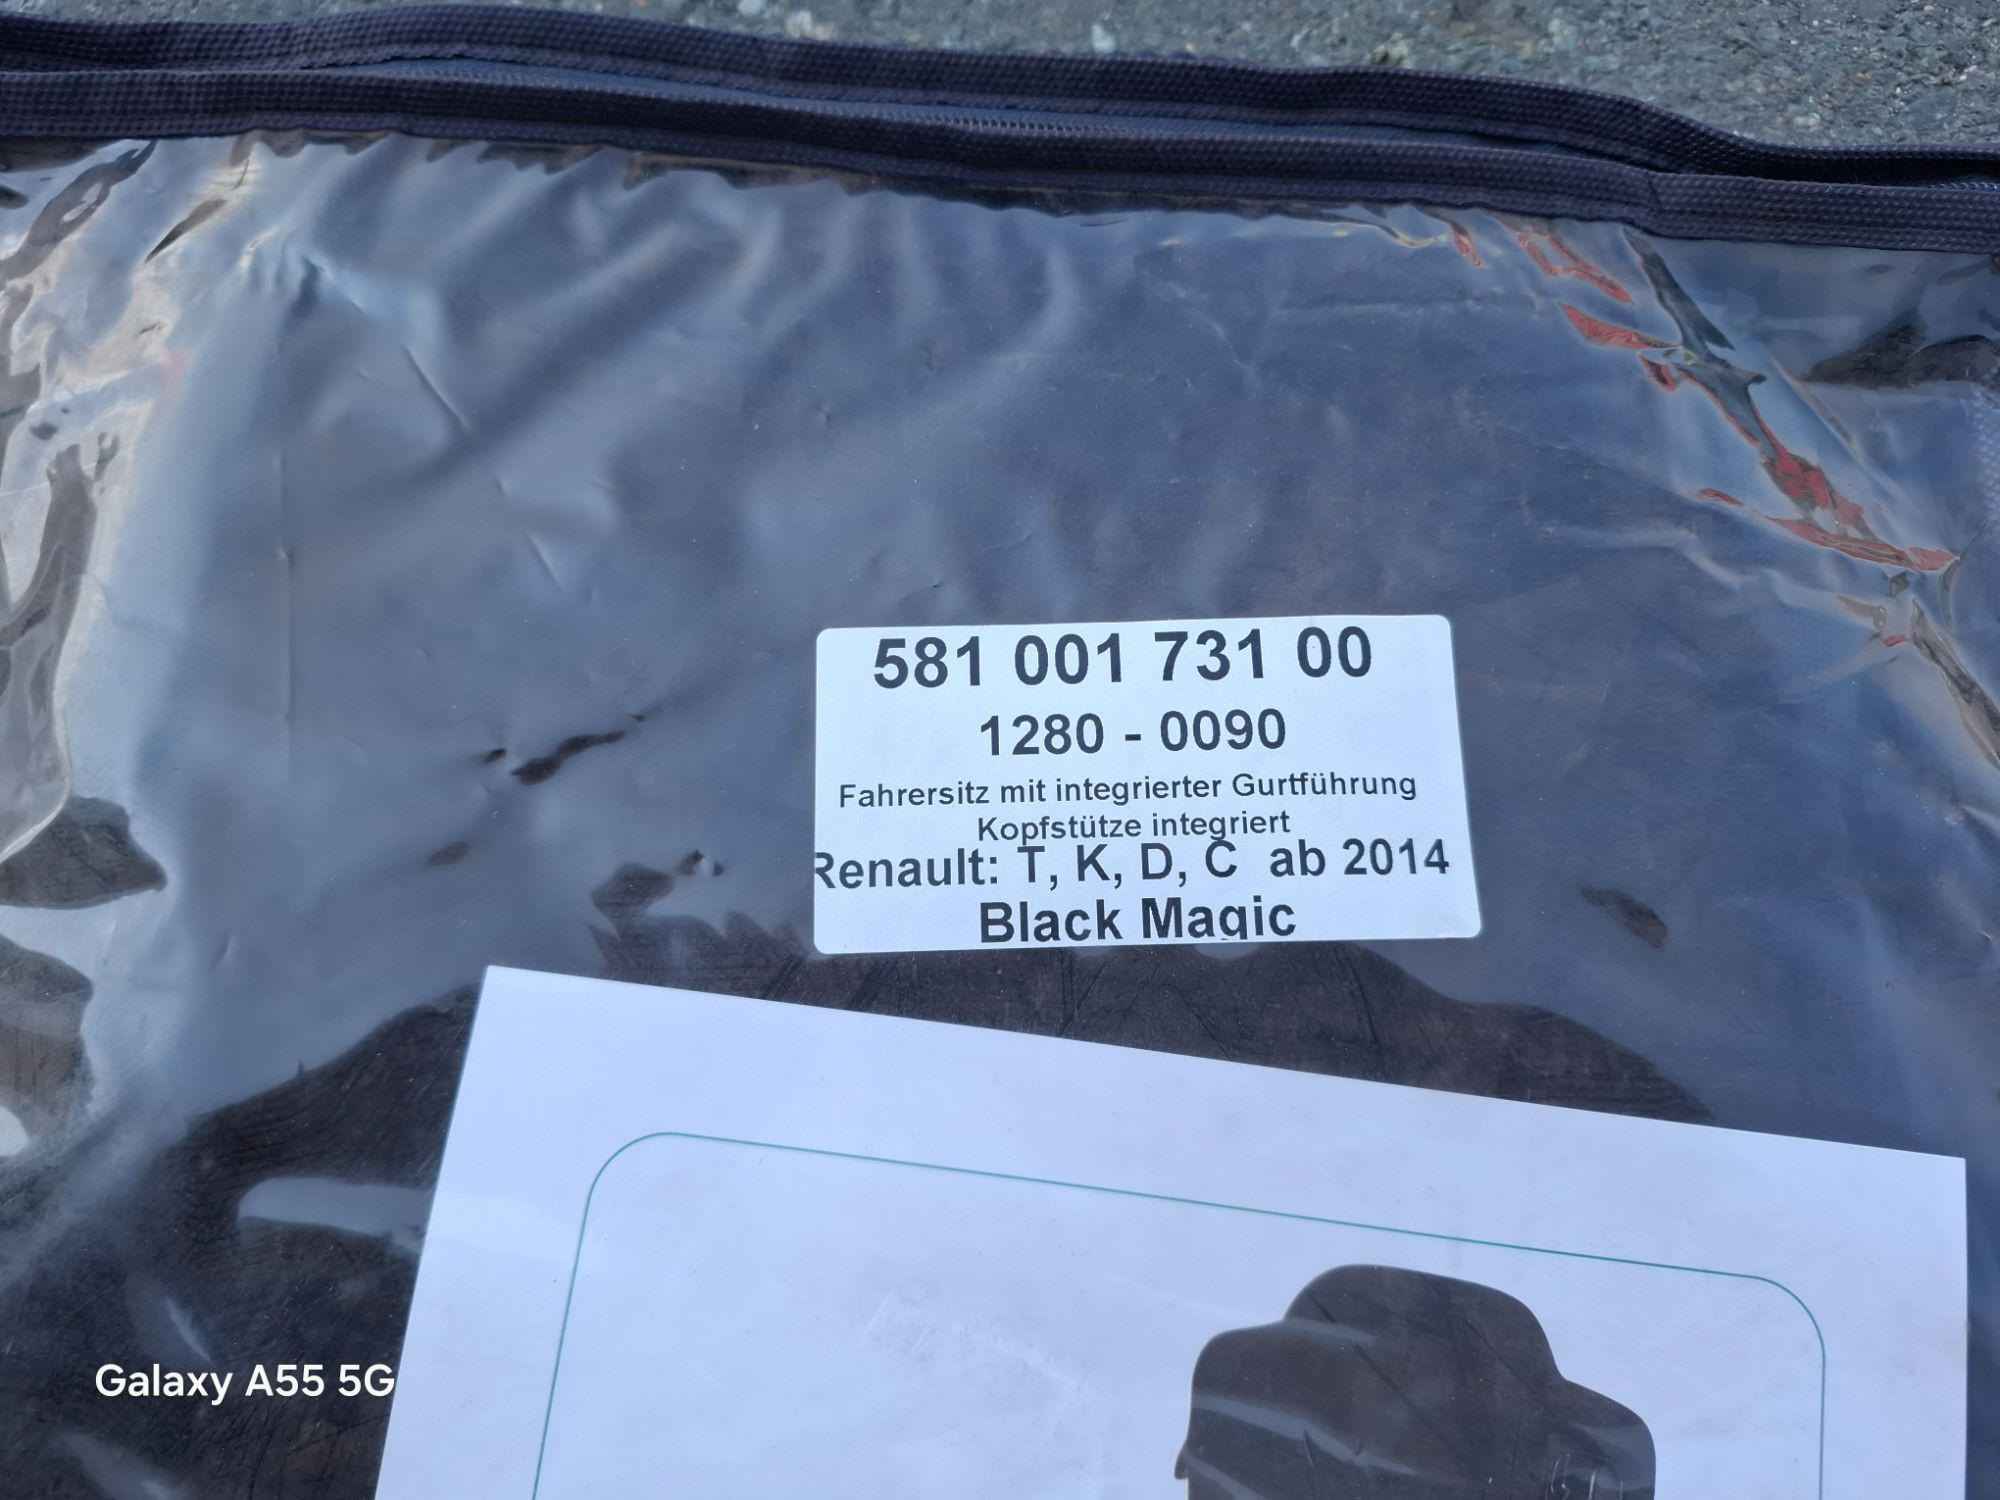 581 001 731 00
1280 - 0090
Fahrersitz mit integrierter Gurtführung
Kopfstütze integriert
Renault: T, K, D, C ab 2014
Black Magic
Galaxy A55 5G